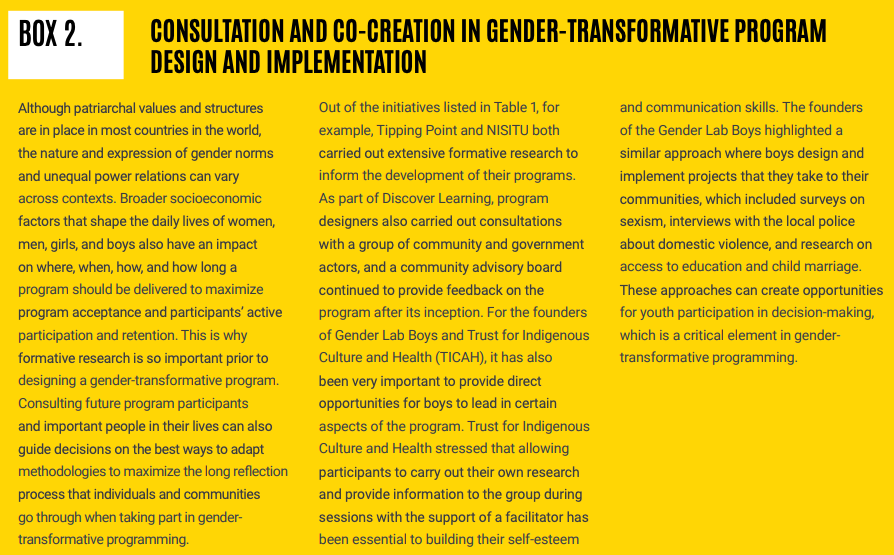 BOX 2.
CONSULTATION AND CO-CREATION IN GENDER-TRANSFORMATIVE PROGRAM
DESIGN AND IMPLEMENTATION
Although patriarchal values and structures
are in place in most countries in the world,
the nature and expression of gender norms
and unequal power relations can vary
across contexts. Broader socioeconomic
factors that shape the daily lives of women,
men, girls, and boys also have an impact
on where, when, how, and how long a
program should be delivered to maximize
program acceptance and participants’ active
participation and retention. This is why
formative research is so important prior to
designing a gender-transformative program.
Consulting future program participants
and important people in their lives can also
guide decisions on the best ways to adapt
methodologies to maximize the long reflection
process that individuals and communities
go through when taking part in gender-
transformative programming.
Out of the initiatives listed in Table 1, for
example, Tipping Point and NISITU both
carried out extensive formative research to
inform the development of their programs.
As part of Discover Learning, program
designers also carried out consultations
with a group of community and government
actors, and a community advisory board
continued to provide feedback on the
program after its inception. For the founders
of Gender Lab Boys and Trust for Indigenous
Culture and Health (TICAH), it has also
been very important to provide direct
opportunities for boys to lead in certain
aspects of the program. Trust for Indigenous
Culture and Health stressed that allowing
participants to carry out their own research
and provide information to the group during
sessions with the support of a facilitator has
been essential to building their self-esteem
and communication skills. The founders
of the Gender Lab Boys highlighted a
similar approach where boys design and
implement projects that they take to their
communities, which included surveys on
sexism, interviews with the local police
about domestic violence, and research on
access to education and child marriage.
These approaches can create opportunities
for youth participation in decision-making,
which is a critical element in gender-
transformative programming.